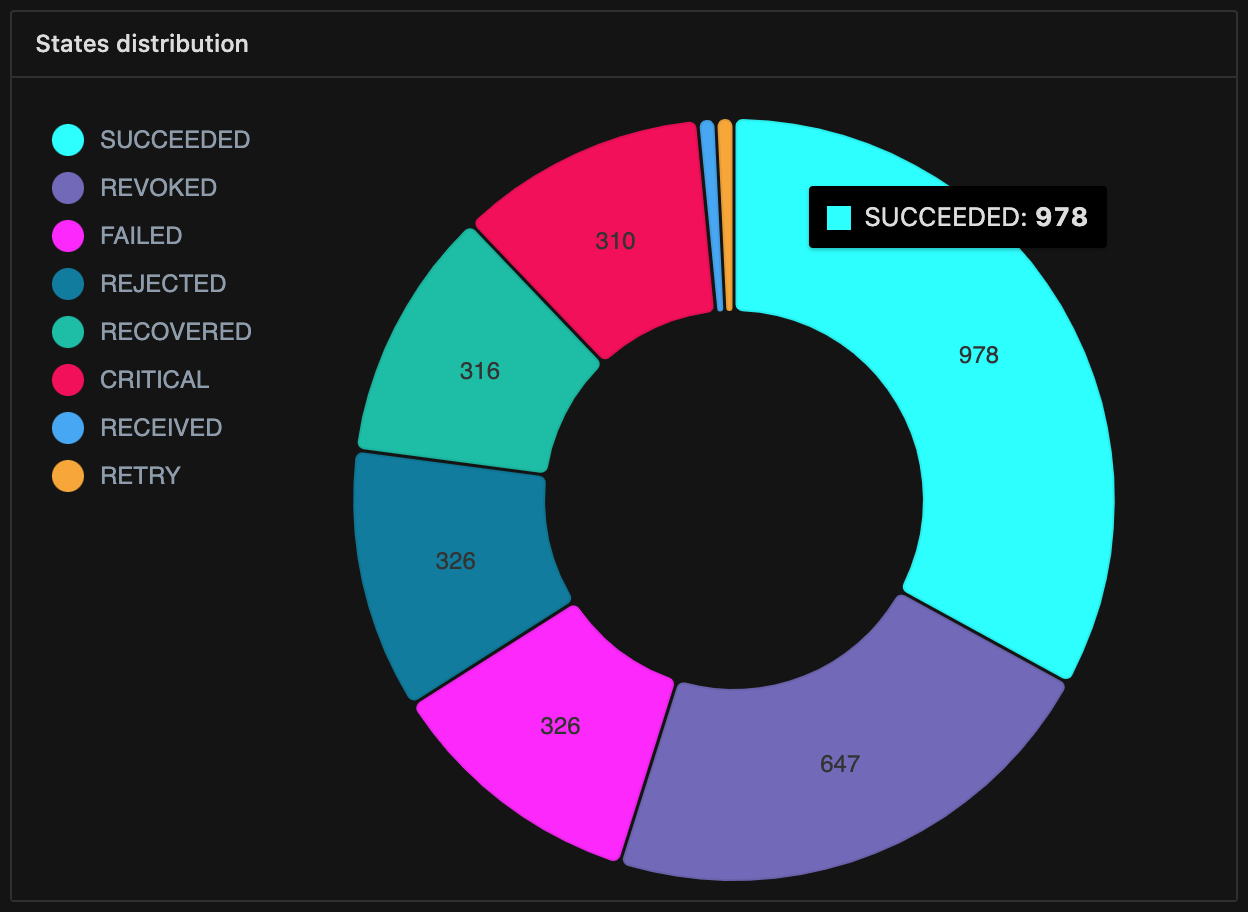 States distribution
SUCCEEDED
REVOKED
FAILED
REJECTED
RECOVERED
CRITICAL
RECEIVED
RETRY
SUCCEEDED: 978
310
978
316
326
326
647